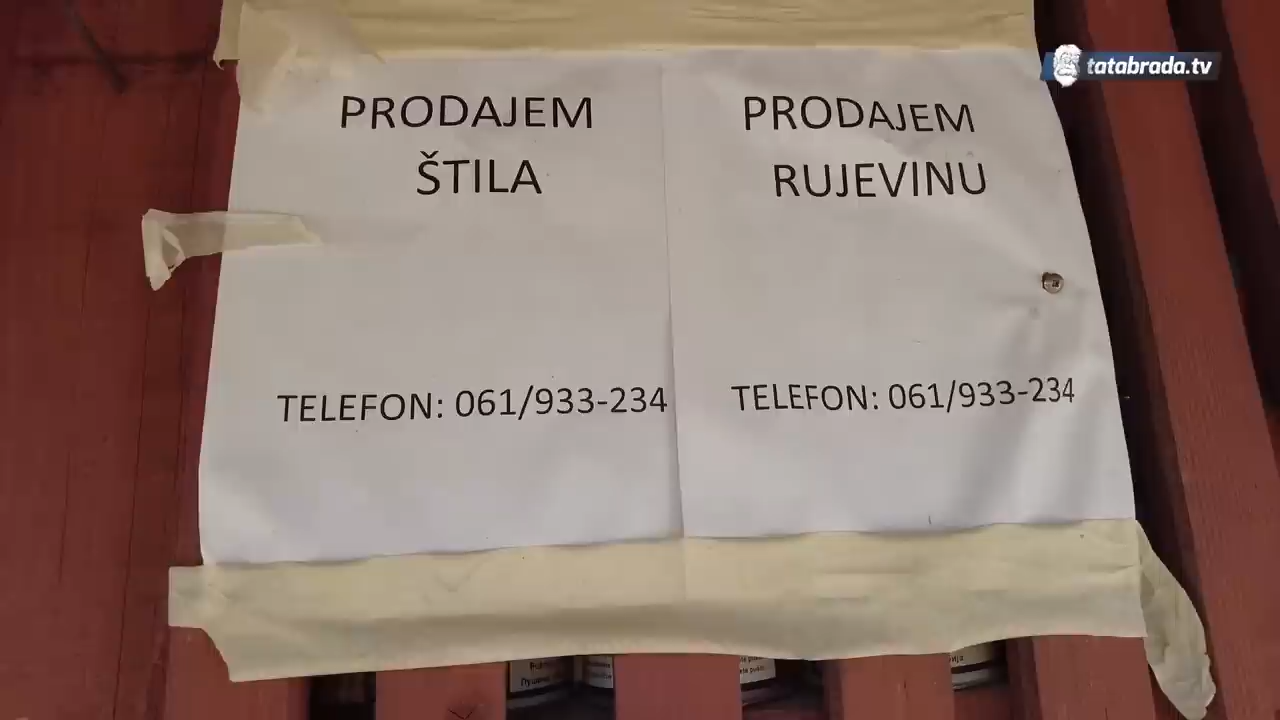 tatabrada.tv
PRODAJEM
ŠTILA
TELEFON: 061/933-234
PRODAJEM
RUJEVINU
TELEFON: 061/933-234